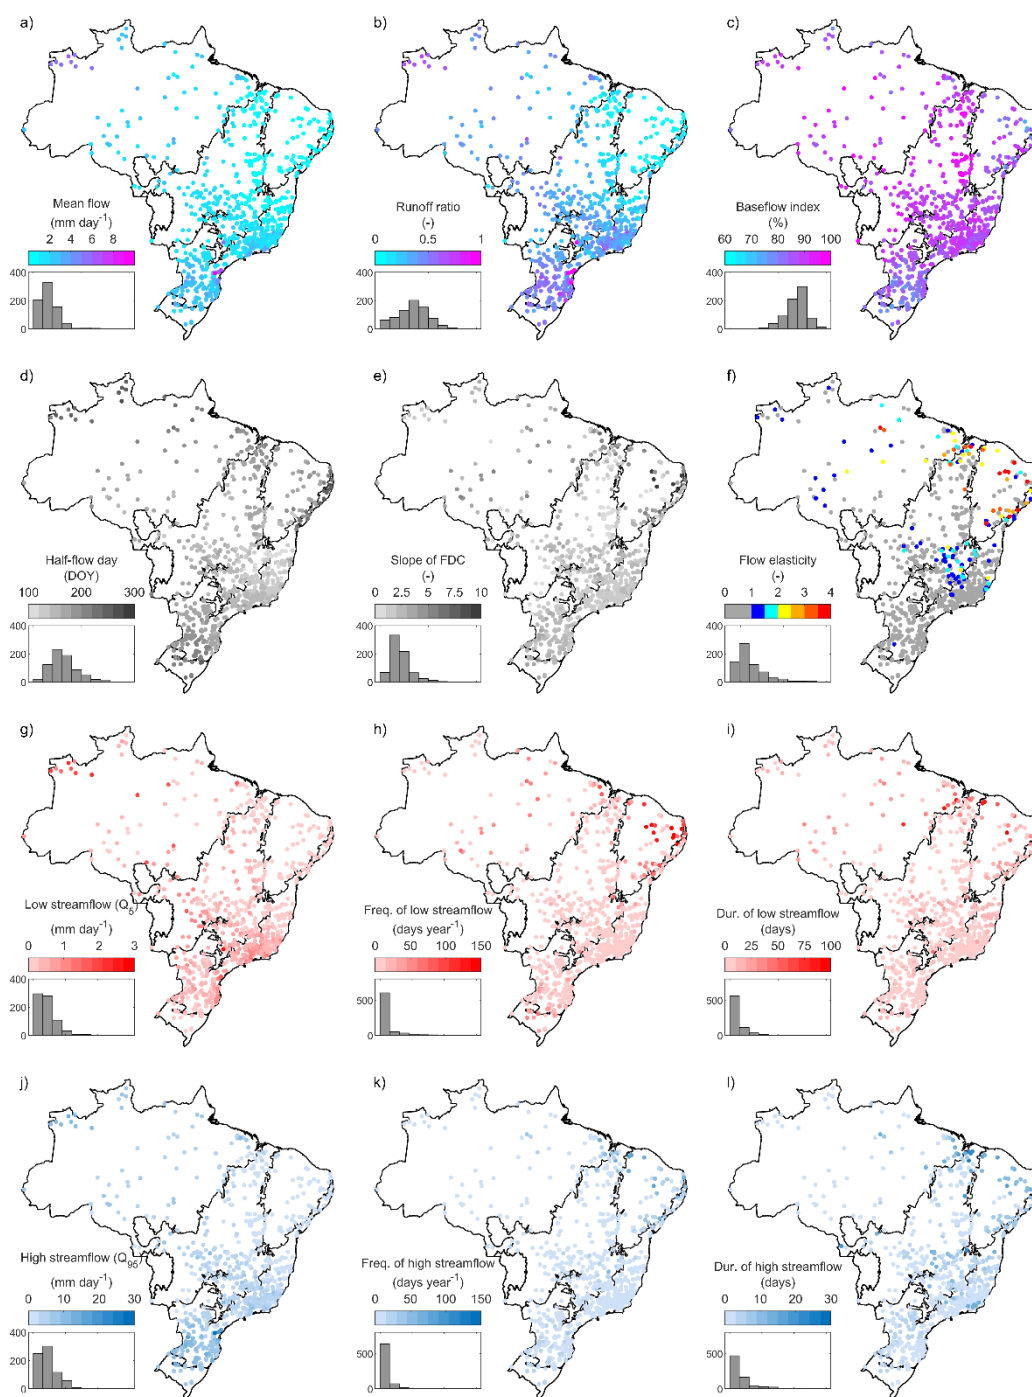 a)
Mean flow
(mm day⁻¹)
2 4 6 8
400
200
0
b)
Runoff ratio
(-)
0 0.5 1
400
200
0
c)
Baseflow index
(%)
60 70 80 90 100
400
200
0
d)
Half-flow day
(DOY)
100 200 300
400
200
0
e)
Slope of FDC
(-)
0 2.5 5 7.5 10
400
200
0
f)
Flow elasticity
(-)
0 1 2 3 4
400
200
0
g)
Low streamflow (Q₅)
(mm day⁻¹)
0 1 2 3
400
200
0
h)
Freq. of low streamflow
(days year⁻¹)
0 50 100 150
500
0
i)
Dur. of low streamflow
(days)
0 25 50 75 100
500
0
j)
High streamflow (Q₉₅)
(mm day⁻¹)
0 10 20 30
400
200
0
k)
Freq. of high streamflow
(days year⁻¹)
0 50 100 150
500
0
l)
Dur. of high streamflow
(days)
0 10 20 30
500
0